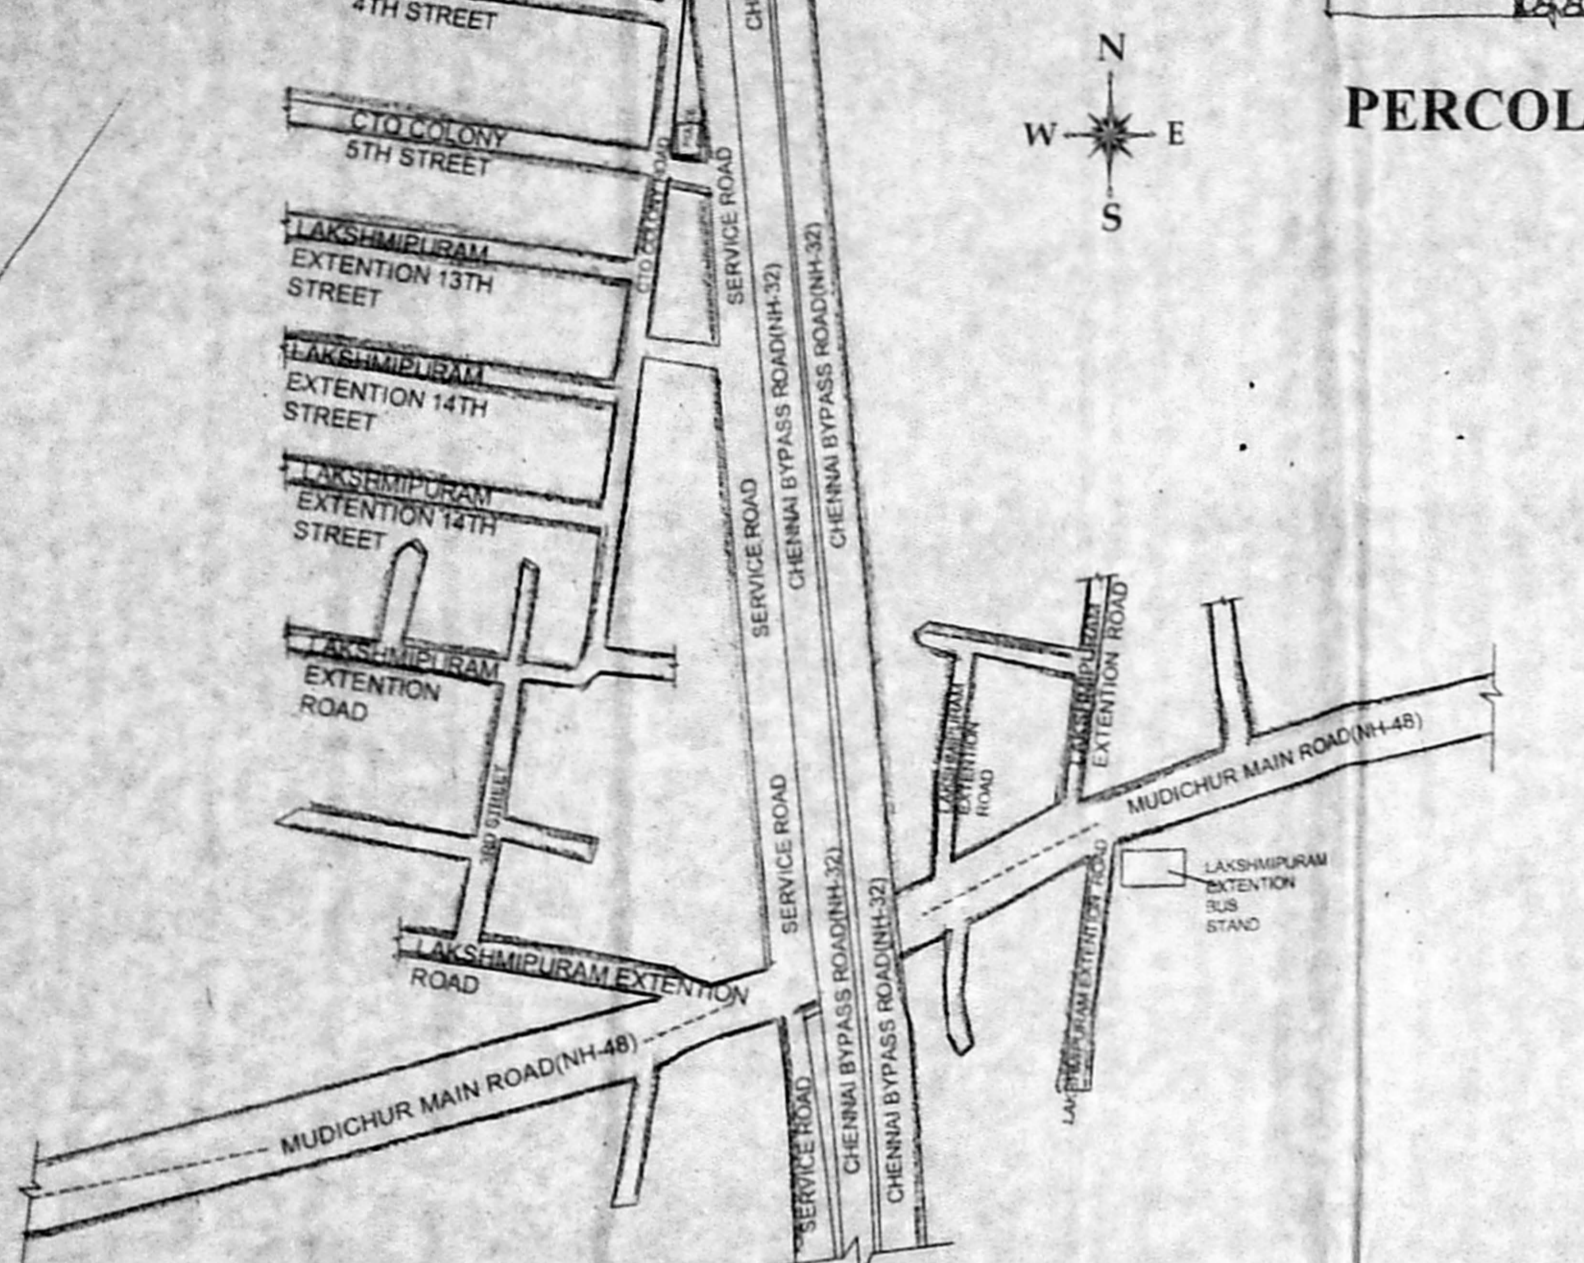 4TH STREET
CH
N
W E
S
PERCOL
CTO COLONY
5TH STREET
CTO COLONY ROAD
SERVICE ROAD
LAKSHMIPURAM
EXTENTION 13TH
STREET
CHENNAI BYPASS ROAD(NH-32)
CHENNAI BYPASS ROAD(NH-32)
LAKSHMIPURAM
EXTENTION 14TH
STREET
LAKSHMIPURAM
EXTENTION 14TH
STREET
SERVICE ROAD
LAKSHMIPURAM
EXTENTION
ROAD
LAKSHMIPURAM
EXTENTION ROAD
LAKSHMIPURAM
EXTENTION
ROAD
MUDICHUR MAIN ROAD(NH-48)
3RD STREET
SERVICE ROAD
LAKSHMIPURAM
EXTENTION
BUS
STAND
LAKSHMIPURAM EXTENTION ROAD
LAKSHMIPURAM EXTENTION
ROAD
CHENNAI BYPASS ROAD(NH-32)
CHENNAI BYPASS ROAD(NH-32)
MUDICHUR MAIN ROAD(NH-48)
SERVICE ROAD